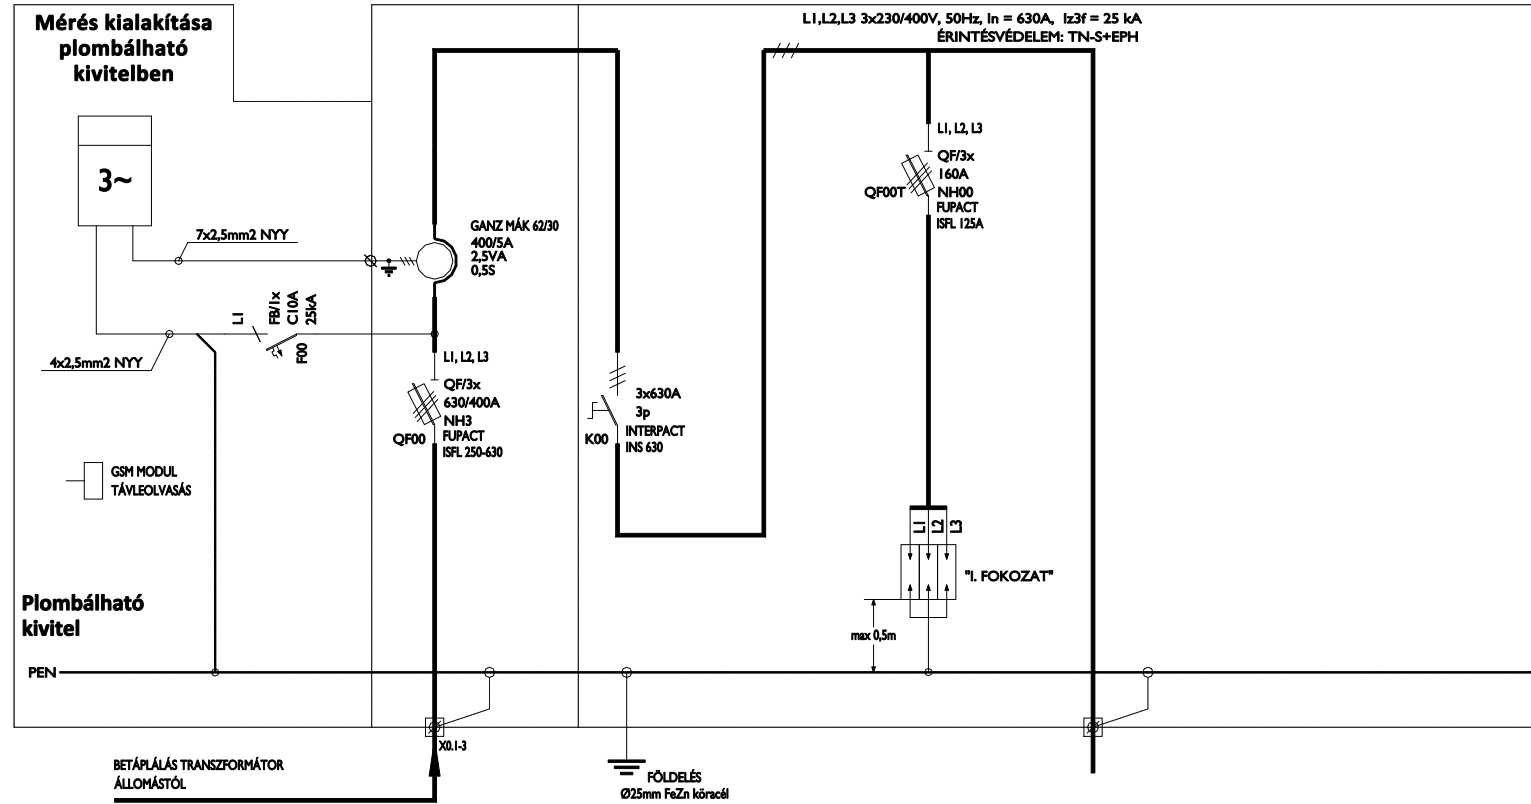 Mérés kialakítása
plombálható
kivitelben
L1,L2,L3 3x230/400V, 50Hz, In = 630A, Iz3f = 25 kA
ÉRINTÉSVÉDELEM: TN-S+EPH
3~
7x2,5mm2 NYY
GANZ MÁK 62/30
400/5A
2,5VA
0,5S
L1, L2, L3
QF/3x
160A
NH00
FUPACT
ISFL 125A
QF00T
L1
FB/1x
C10A
25kA
F00
4x2,5mm2 NYY
L1, L2, L3
QF/3x
630/400A
NH3
FUPACT
ISFL 250-630
QF00
3x630A
3p
INTERPACT
INS 630
K00
GSM MODUL
TÁVLEOLVASÁS
L1
L2
L3
"I. FOKOZAT"
max 0,5m
Plombálható
kivitel
PEN
X0.1-3
BETÁPLÁLÁS TRANSZFORMÁTOR
ÁLLOMÁSTÓL
FÖLDELÉS
Ø25mm FeZn köracél